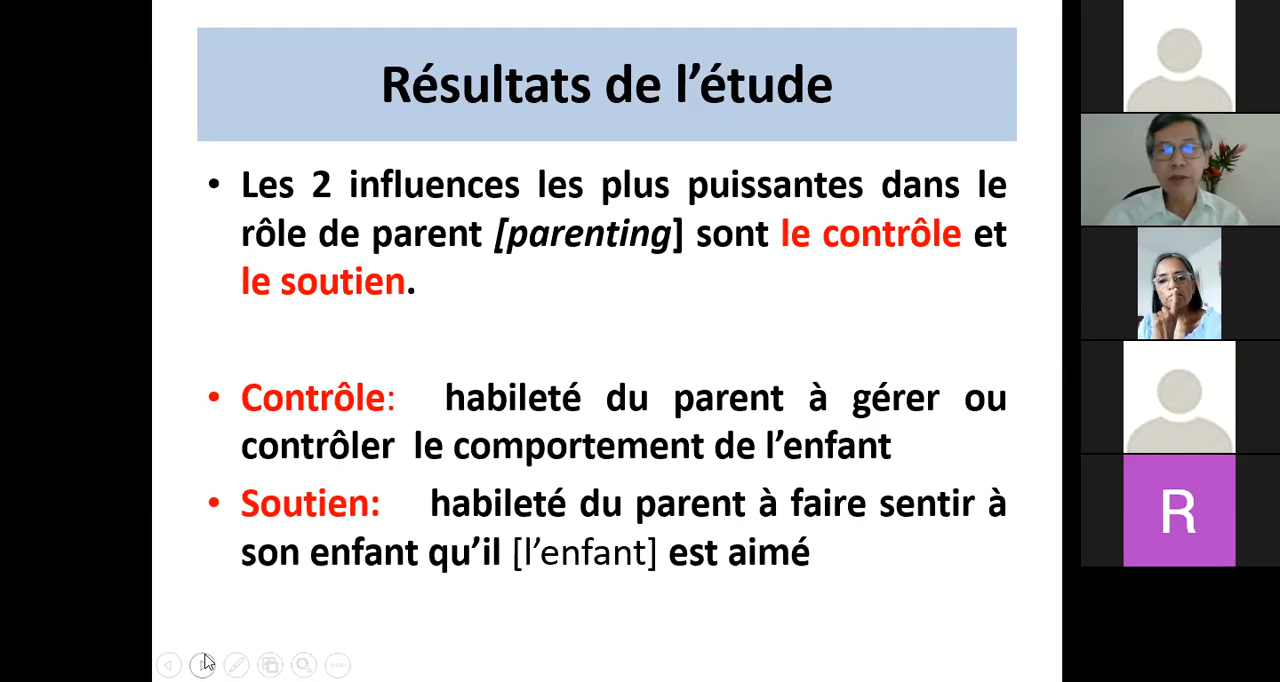 Résultats de l’étude
• Les 2 influences les plus puissantes dans le
rôle de parent [parenting] sont le contrôle et
le soutien.
• Contrôle: habileté du parent à gérer ou
contrôler le comportement de l’enfant
• Soutien: habileté du parent à faire sentir à
son enfant qu’il [l’enfant] est aimé
R